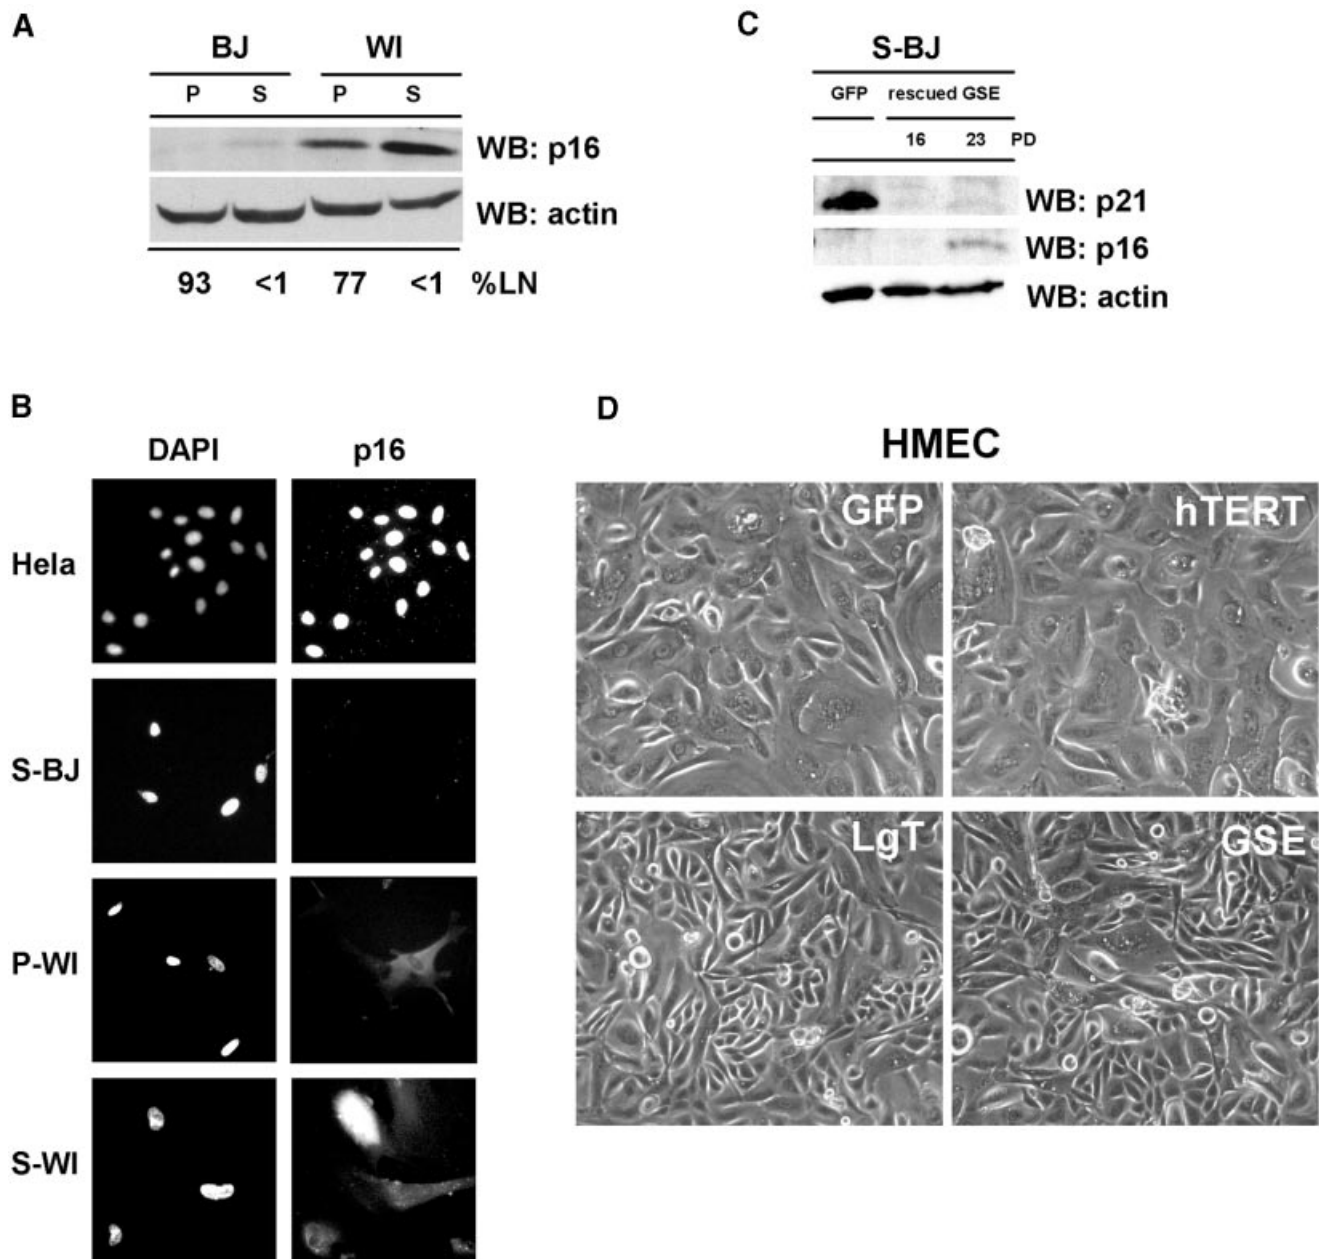 A
BJ WI
P S P S
WB: p16
WB: actin
93 <1 77 <1 %LN
C
S-BJ
GFP rescued GSE
16 23 PD
WB: p21
WB: p16
WB: actin
B
DAPI p16
Hela
S-BJ
P-WI
S-WI
D
HMEC
GFP hTERT
LgT GSE